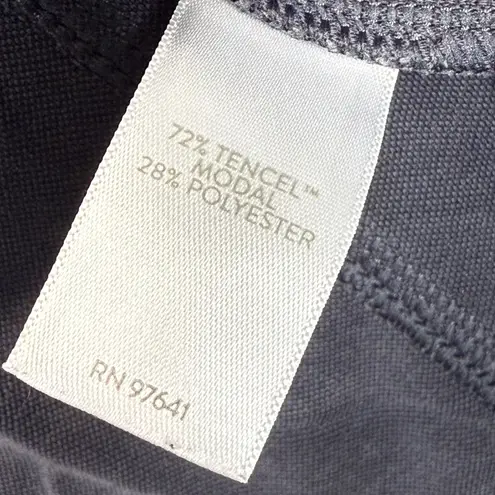 72% TENCEL™
MODAL
28% POLYESTER
RN 97641